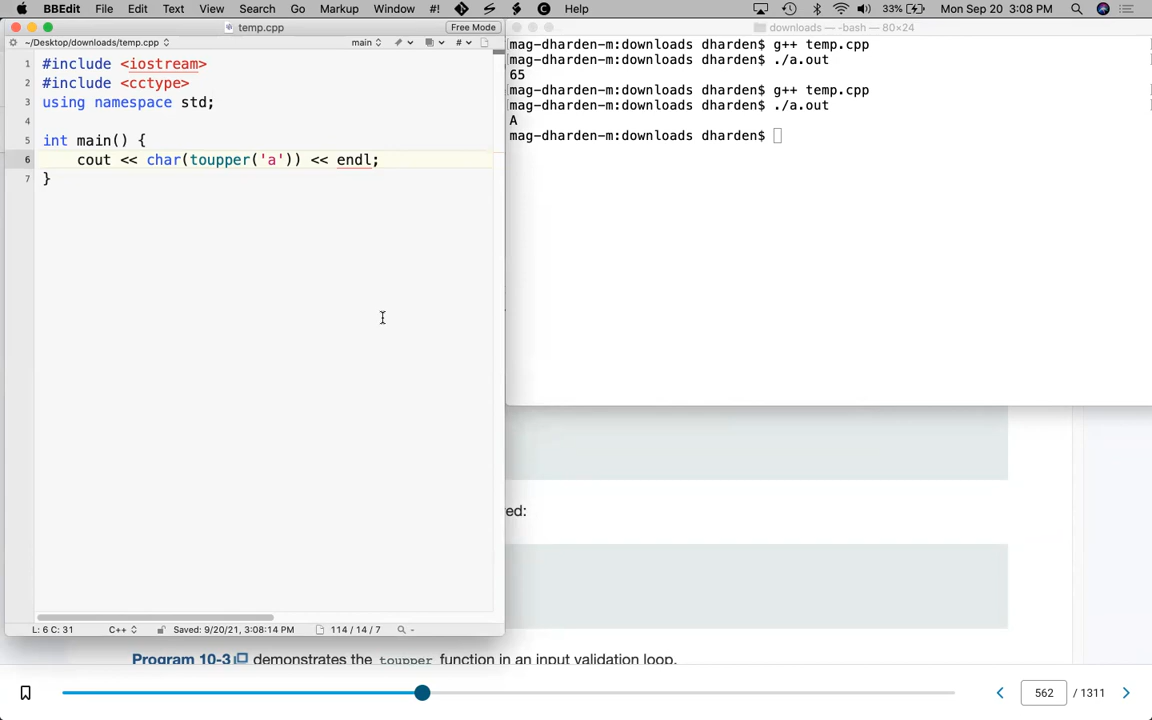 BBEdit File Edit Text View Search Go Markup Window #! Help 33% Mon Sep 20 3:08 PM
temp.cpp
Free Mode
~/Desktop/downloads/temp.cpp
main
#
1 #include <iostream>
2 #include <cctype>
3 using namespace std;
4
5 int main() {
6 cout << char(toupper('a')) << endl;
7 }
L: 6 C: 31 C++ Saved: 9/20/21, 3:08:14 PM 114 / 14 / 7
downloads — -bash — 80×24
mag-dharden-m:downloads dharden$ g++ temp.cpp
mag-dharden-m:downloads dharden$ ./a.out
65
mag-dharden-m:downloads dharden$ g++ temp.cpp
mag-dharden-m:downloads dharden$ ./a.out
A
mag-dharden-m:downloads dharden$
ed:
Program 10-3 demonstrates the toupper function in an input validation loop.
562 / 1311